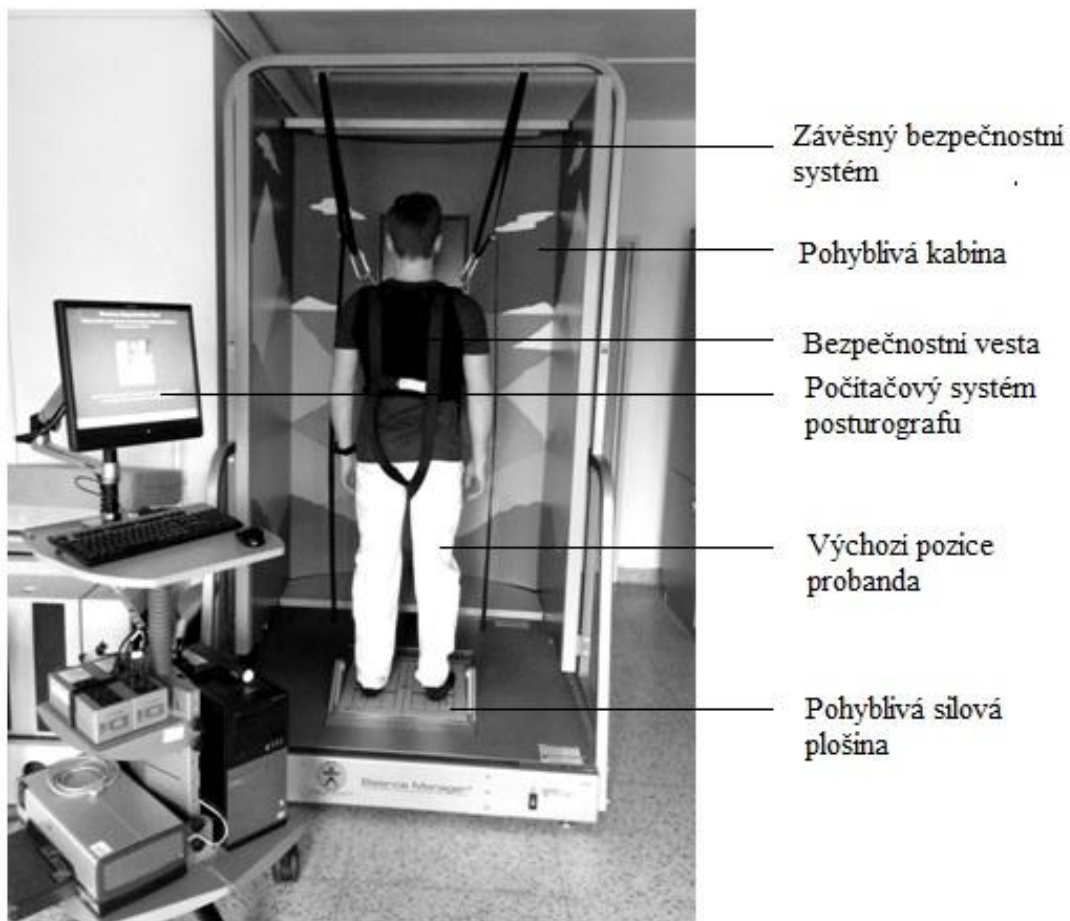 Závěsný bezpečnostní
systém
Pohyblivá kabina
Bezpečnostní vesta
Počítačový systém
posturografu
Výchozí pozice
probanda
Pohyblivá silová
plošina
Balance Manager